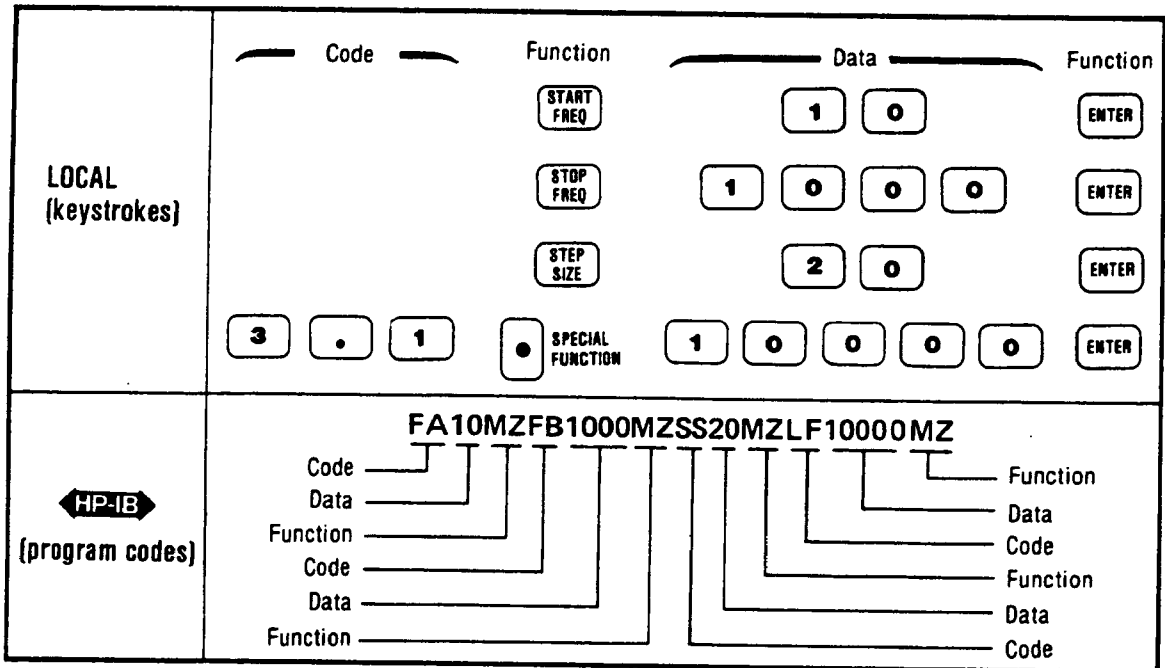 Code Function Data Function
START FREQ 1 0 ENTER
LOCAL (keystrokes)
STOP FREQ 1 0 0 0 ENTER
STEP SIZE 2 0 ENTER
3 . 1 • SPECIAL FUNCTION 1 0 0 0 0 ENTER
HP-IB (program codes)
FA10MZFB1000MZSS20MZLF10000MZ
Code
Data
Function
Code
Data
Function
Function
Data
Code
Function
Data
Code